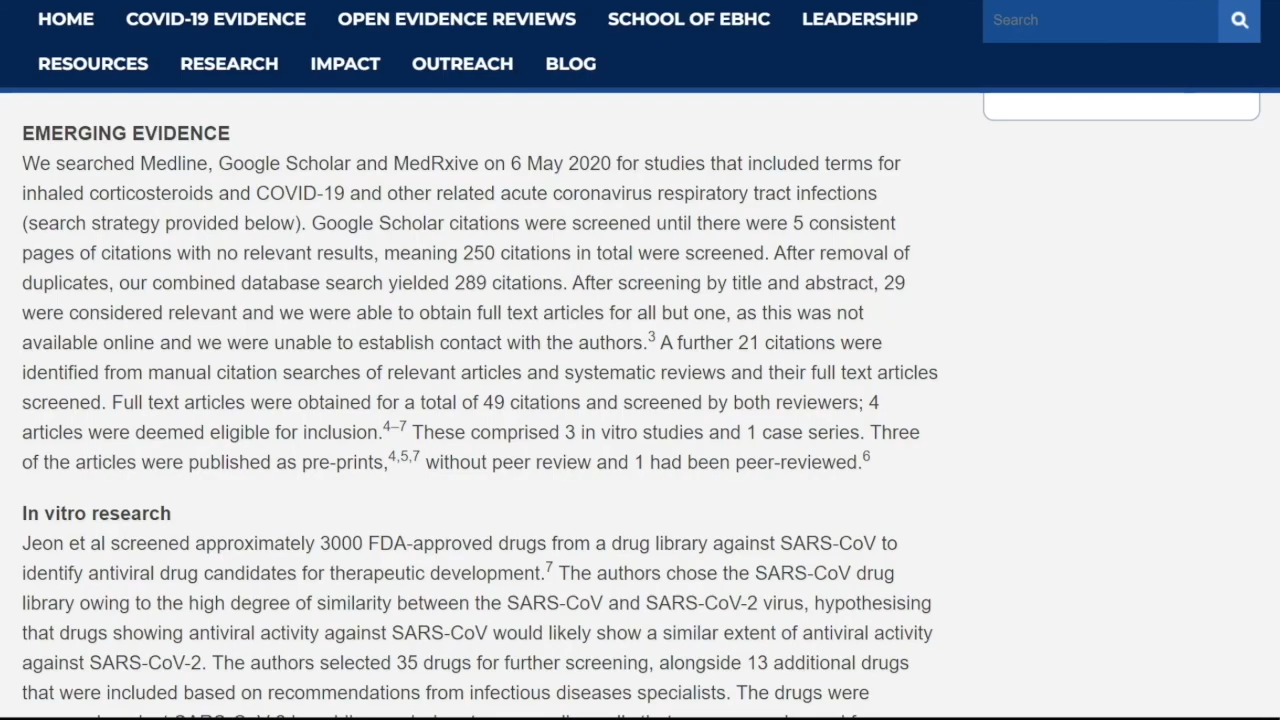 HOME COVID-19 EVIDENCE OPEN EVIDENCE REVIEWS SCHOOL OF EBHC LEADERSHIP
Search
RESOURCES RESEARCH IMPACT OUTREACH BLOG
EMERGING EVIDENCE
We searched Medline, Google Scholar and MedRxive on 6 May 2020 for studies that included terms for
inhaled corticosteroids and COVID-19 and other related acute coronavirus respiratory tract infections
(search strategy provided below). Google Scholar citations were screened until there were 5 consistent
pages of citations with no relevant results, meaning 250 citations in total were screened. After removal of
duplicates, our combined database search yielded 289 citations. After screening by title and abstract, 29
were considered relevant and we were able to obtain full text articles for all but one, as this was not
available online and we were unable to establish contact with the authors.3 A further 21 citations were
identified from manual citation searches of relevant articles and systematic reviews and their full text articles
screened. Full text articles were obtained for a total of 49 citations and screened by both reviewers; 4
articles were deemed eligible for inclusion.4–7 These comprised 3 in vitro studies and 1 case series. Three
of the articles were published as pre-prints,4,5,7 without peer review and 1 had been peer-reviewed.6
In vitro research
Jeon et al screened approximately 3000 FDA-approved drugs from a drug library against SARS-CoV to
identify antiviral drug candidates for therapeutic development.7 The authors chose the SARS-CoV drug
library owing to the high degree of similarity between the SARS-CoV and SARS-CoV-2 virus, hypothesising
that drugs showing antiviral activity against SARS-CoV would likely show a similar extent of antiviral activity
against SARS-CoV-2. The authors selected 35 drugs for further screening, alongside 13 additional drugs
that were included based on recommendations from infectious diseases specialists. The drugs were